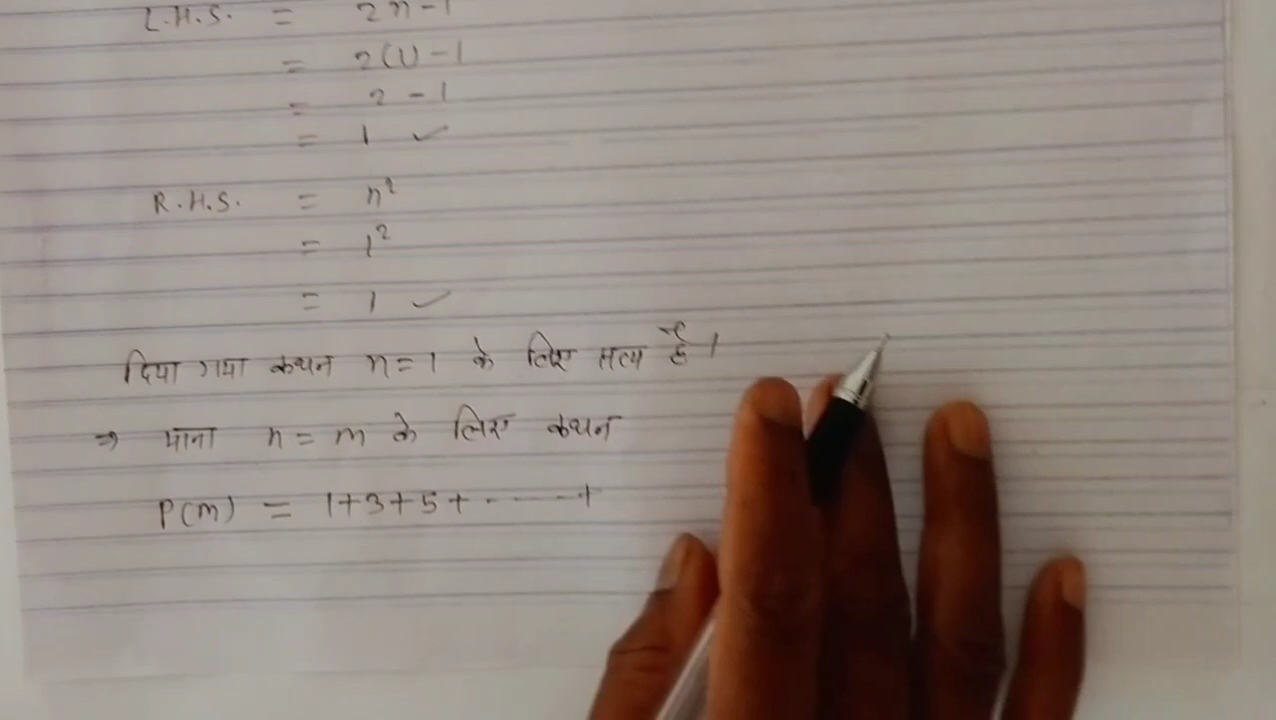 L.H.S. = 2n-1
= 2(1)-1
= 2-1
= 1 ✓
R.H.S. = n²
= 1²
= 1 ✓
दिया गया कथन n=1 के लिए सत्य है।
⇒ माना n=m के लिए कथन
P(m) = 1+3+5+-----+